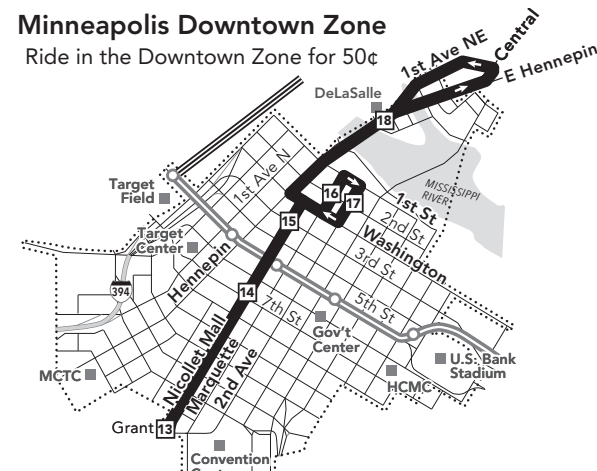 Minneapolis Downtown Zone
Ride in the Downtown Zone for 50¢
1st Ave NE
Central
E Hennepin
DeLaSalle
18
MISSISSIPPI
RIVER
Target
Field
1st Ave N
16
17
1st St
2nd St
Washington
3rd St
15
Target
Center
Hennepin
394
14
7th St
5th St
Gov't
Center
U.S. Bank
Stadium
HCMC
MCTC
Nicollet Mall
Marquette
2nd Ave
Grant
13
Convention